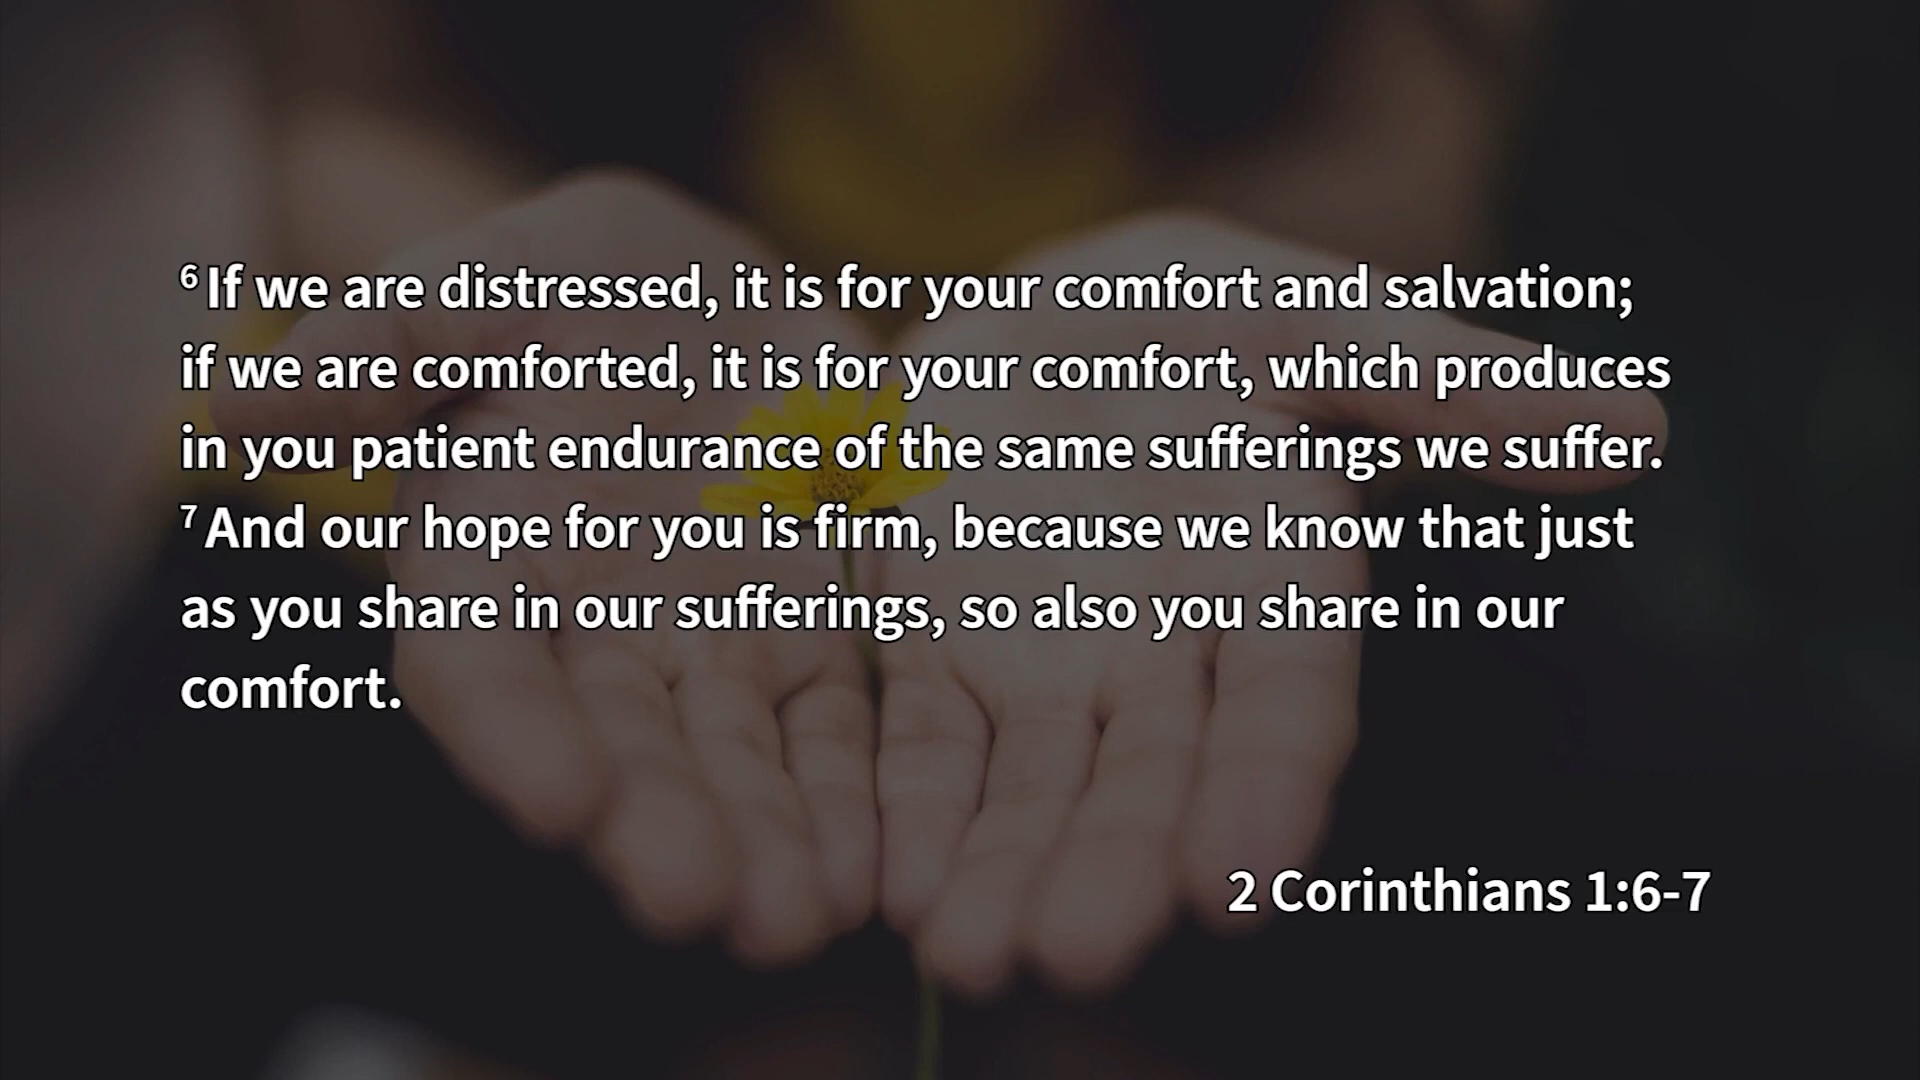 ⁶ If we are distressed, it is for your comfort and salvation;
if we are comforted, it is for your comfort, which produces
in you patient endurance of the same sufferings we suffer.
⁷ And our hope for you is firm, because we know that just
as you share in our sufferings, so also you share in our
comfort.
2 Corinthians 1:6-7